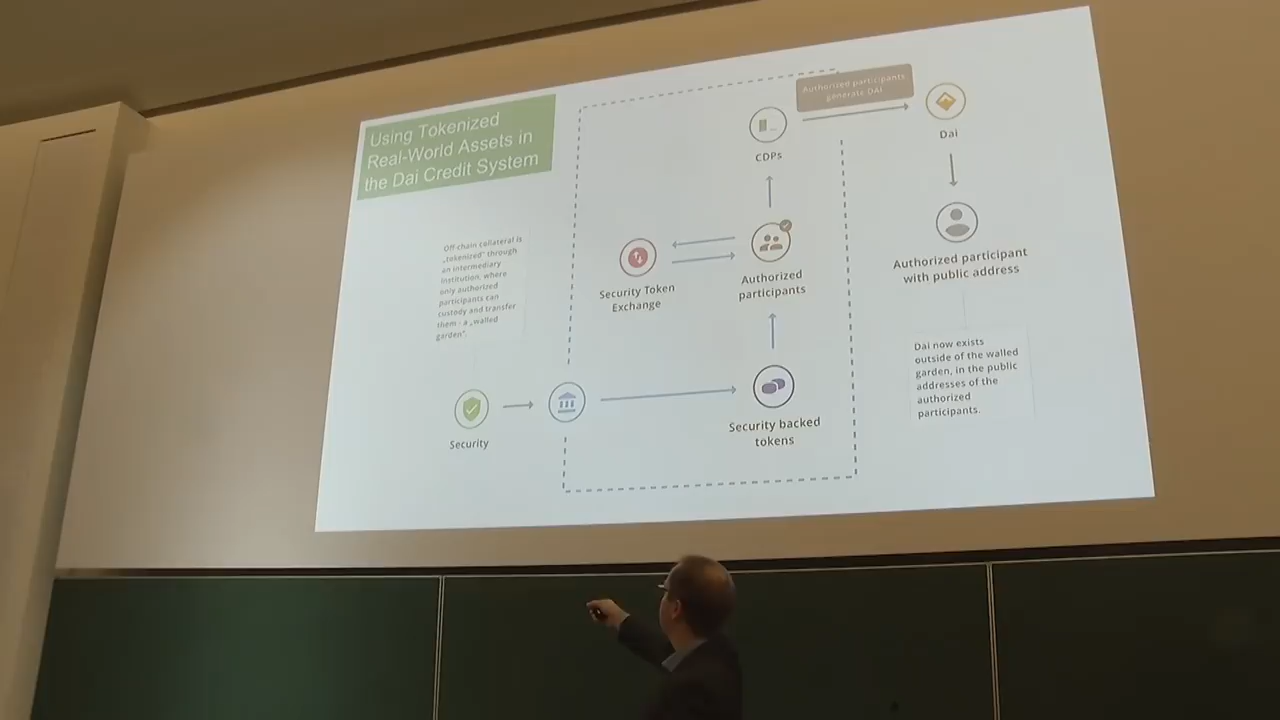 Using Tokenized
Real-World Assets in
the Dai Credit System
Off-chain collateral is
„tokenized" through
an intermediary
institution, where
only authorized
participants can
custody and transfer
them - a „walled
garden".
Security
Security Token
Exchange
CDPs
Authorized
participants
Security backed
tokens
Authorized participants
generate DAI
Dai
Authorized participant
with public address
Dai now exists
outside of the walled
garden, in the public
addresses of the
authorized
participants.